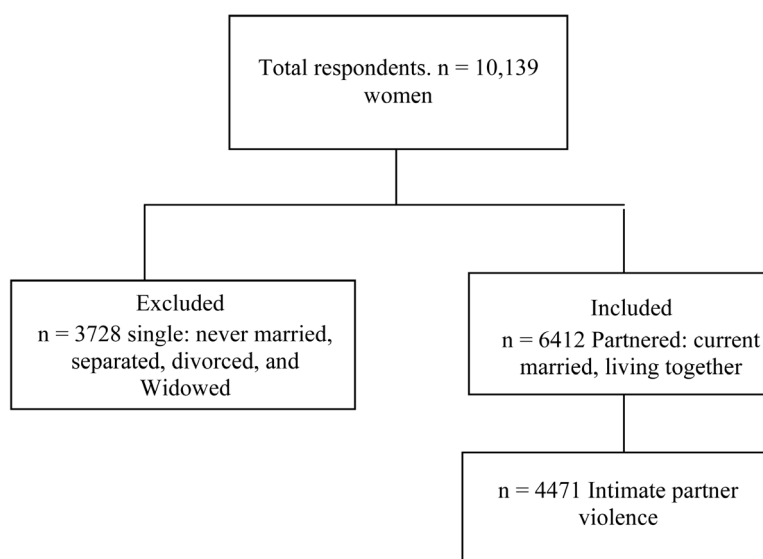 Total respondents. n = 10,139
women
Excluded
n = 3728 single: never married,
separated, divorced, and
Widowed
Included
n = 6412 Partnered: current
married, living together
n = 4471 Intimate partner
violence